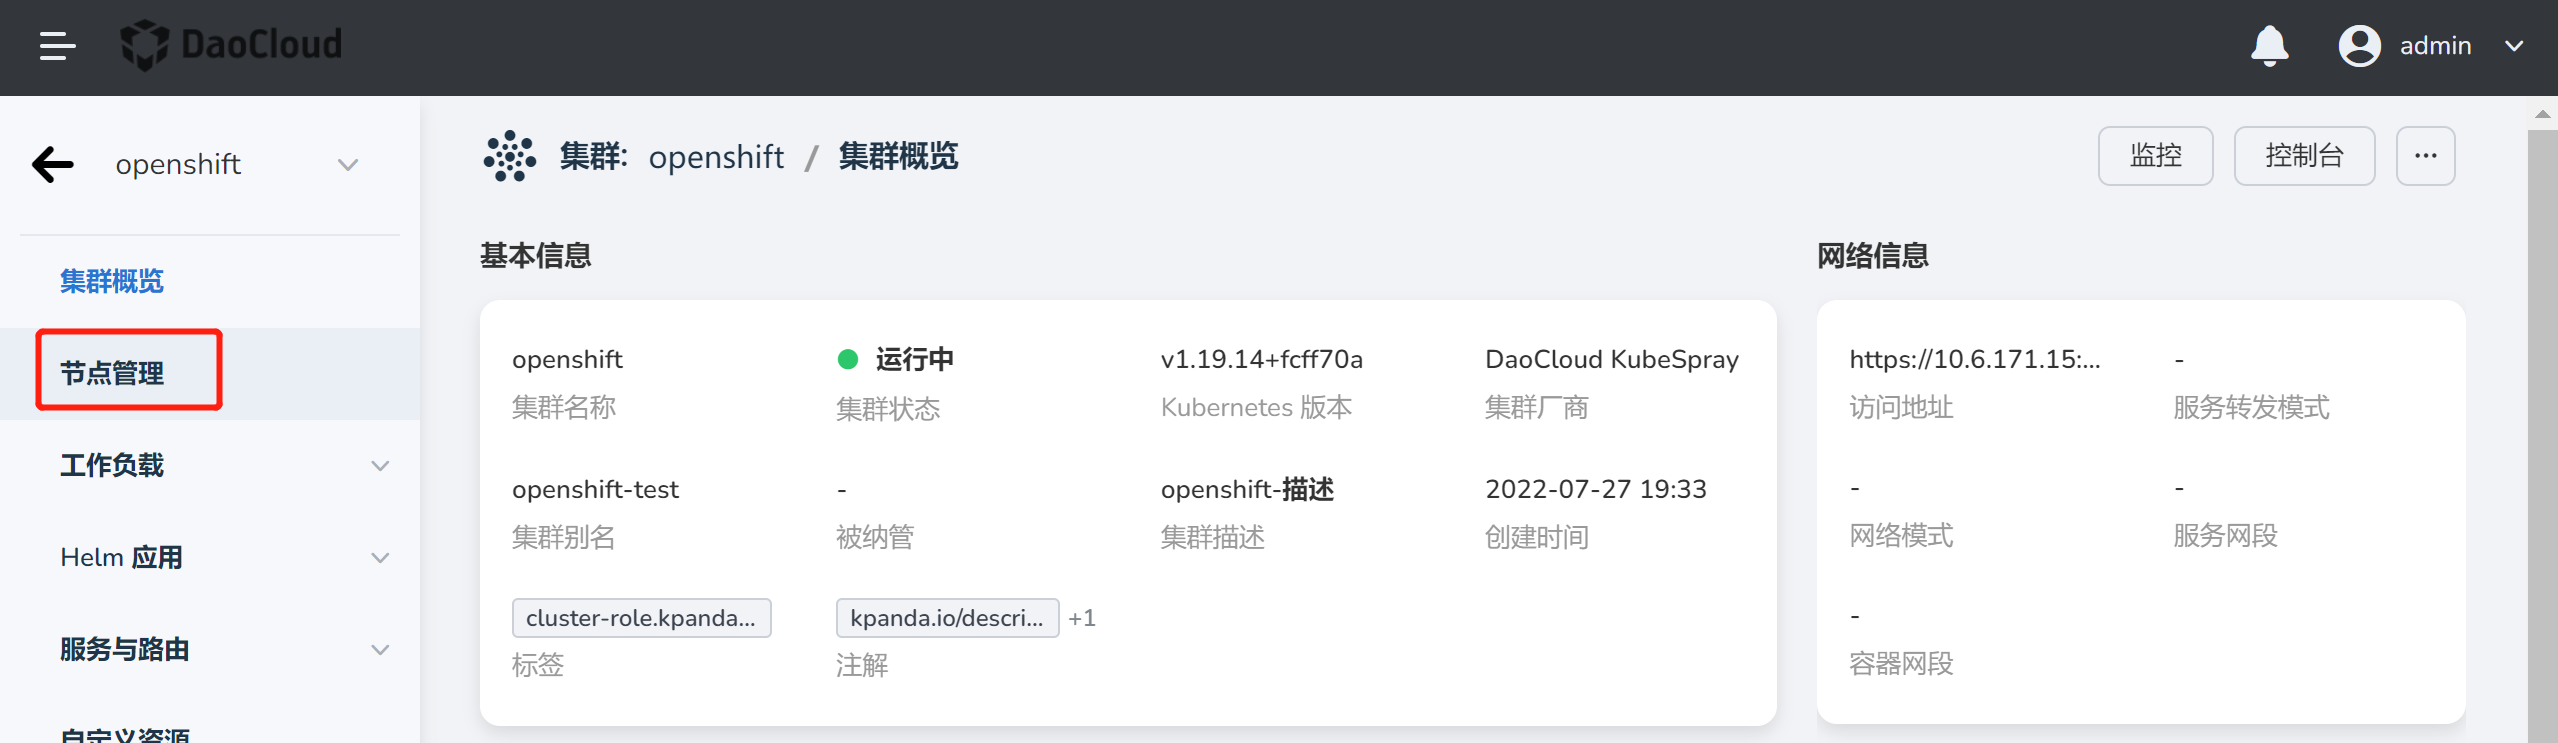 DaoCloud
admin
openshift
集群概览
节点管理
工作负载
Helm 应用
服务与路由
自定义资源
集群: openshift / 集群概览
监控
控制台
...
基本信息
openshift
集群名称
运行中
集群状态
v1.19.14+fcff70a
Kubernetes 版本
DaoCloud KubeSpray
集群厂商
openshift-test
集群别名
-
被纳管
openshift-描述
集群描述
2022-07-27 19:33
创建时间
cluster-role.kpanda...
标签
kpanda.io/descri... +1
注解
网络信息
https://10.6.171.15:...
访问地址
-
服务转发模式
-
网络模式
-
服务网段
-
容器网段